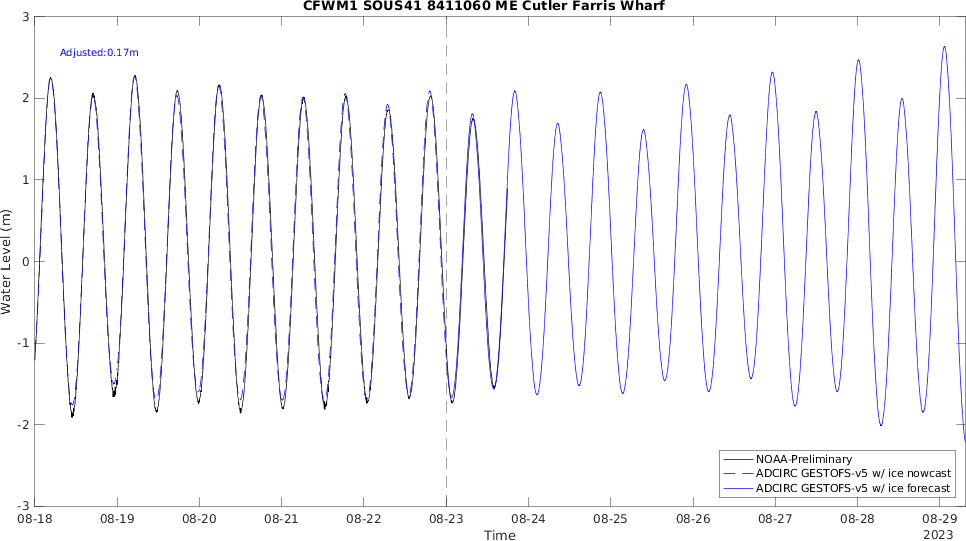 CFWM1 SOUS41 8411060 ME Cutler Farris Wharf
3
Adjusted:0.17m
2
1
0
-1
-2
-3
Water Level (m)
NOAA-Preliminary
ADCIRC GESTOFS-v5 w/ ice nowcast
ADCIRC GESTOFS-v5 w/ ice forecast
08-18 08-19 08-20 08-21 08-22 08-23 08-24 08-25 08-26 08-27 08-28 08-29
Time 2023